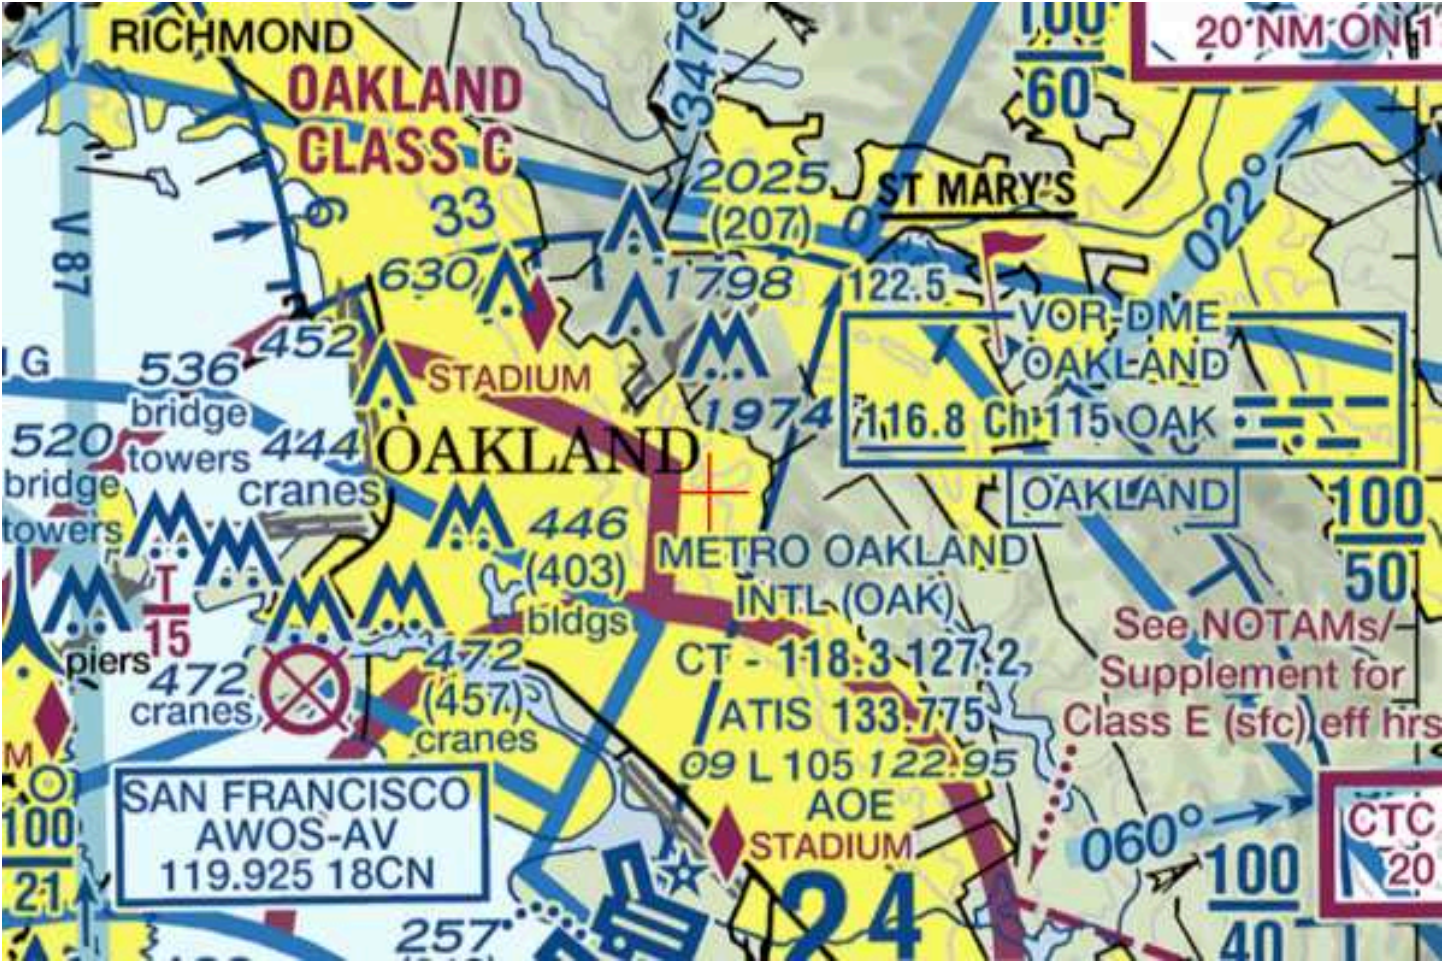 RICHMOND
OAKLAND
CLASS C
347°
100
60
20 NM ON 1
V 87
33
2025
(207)
ST MARY'S
022°
630
1798
122.5
VOR-DME
OAKLAND
452
G
536
bridge
towers
STADIUM
1974
116.8 Ch 115 OAK
520
bridge
towers
444
cranes
OAKLAND
OAKLAND
100
50
446
(403)
bldgs
METRO OAKLAND
INTL (OAK)
CT - 118.3 127.2
ATIS 133.775
09 L 105 122.95
AOE
T
15
piers
472
cranes
472
(457)
cranes
See NOTAMs/
Supplement for
Class E (sfc) eff hrs
M
100
21
SAN FRANCISCO
AWOS-AV
119.925 18CN
STADIUM
060°
100
40
CTC
20
24
257